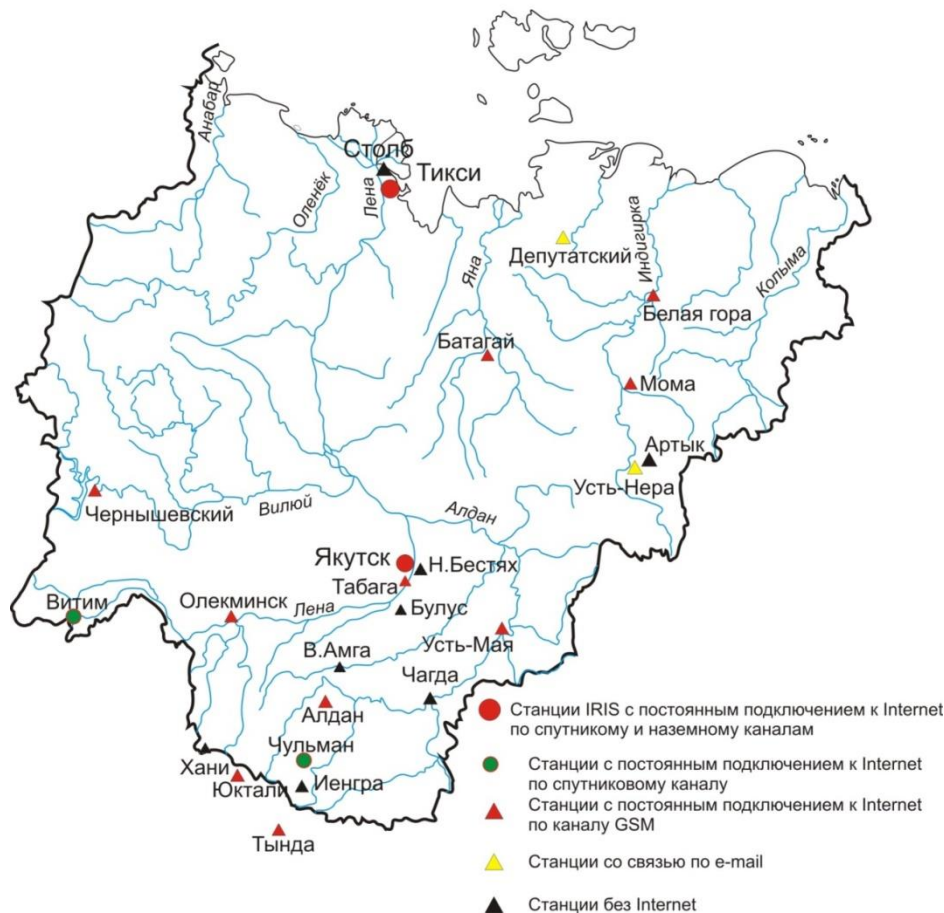 Анабар
Столб
Тикси
Оленёк
Лена
Яна
Депутатский
Индигирка
Колыма
Белая гора
Батагай
Мома
Артык
Усть-Нера
Чернышевский
Вилюй
Алдан
Якутск
Н.Бестях
Табага
Витим
Олекминск
Лена
Булус
Усть-Мая
В.Амга
Чагда
Алдан
Чульман
Хани
Юктали
Иенгра
Тында
Станции IRIS с постоянным подключением к Internet
по спутникому и наземному каналам
Станции с постоянным подключением к Internet
по спутниковому каналу
Станции с постоянным подключением к Internet
по каналу GSM
Станции со связью по e-mail
Станции без Internet